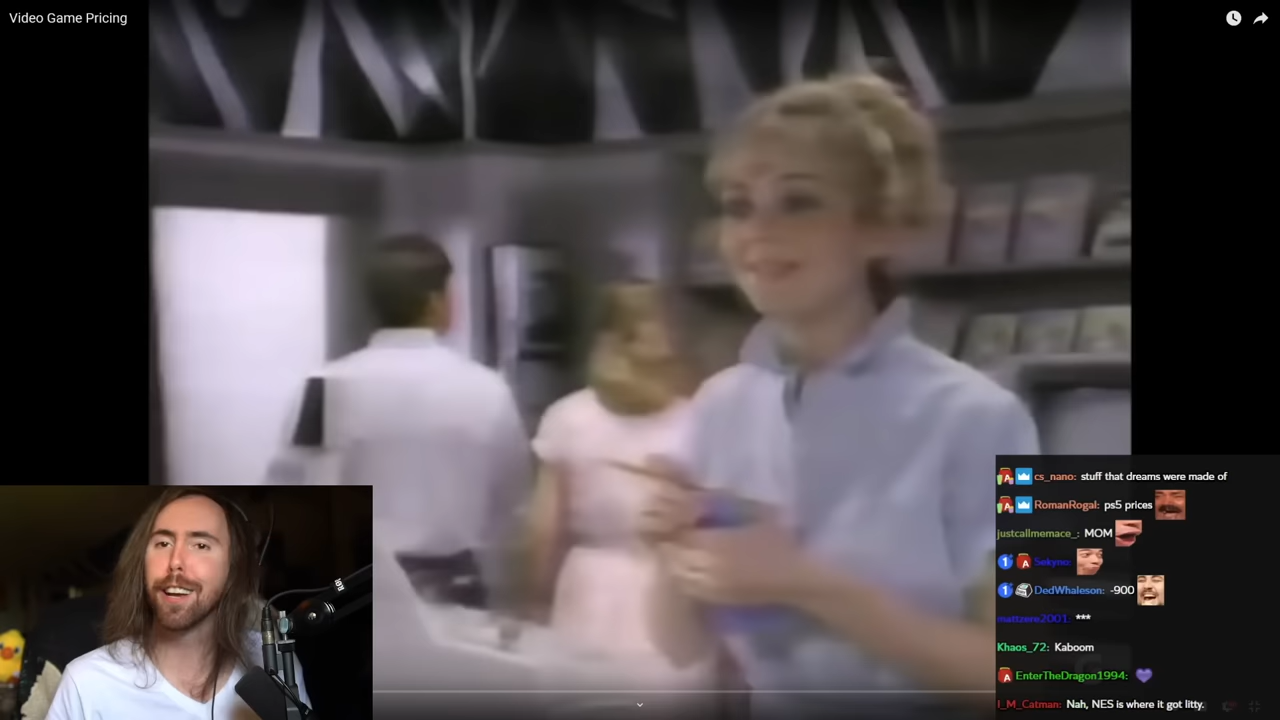 Video Game Pricing
cs_nano: stuff that dreams were made of
RomanRogal: ps5 prices
justcallmemace_: MOM
Sekyno:
DedWhaleson: -900
mattzere2001: ***
Khaos_72: Kaboom
EnterTheDragon1994:
I_M_Catman: Nah, NES is where it got litty.